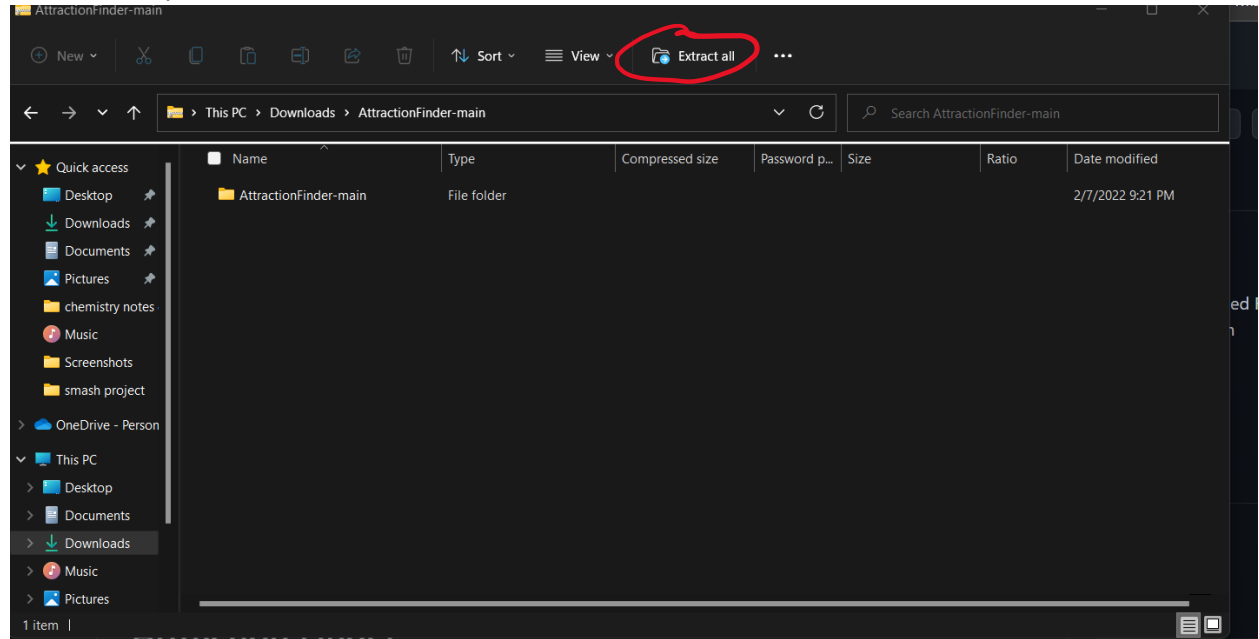 AttractionFinder-main
New
Sort
View
Extract all
This PC > Downloads > AttractionFinder-main
Search AttractionFinder-main
Name Type Compressed size Password p... Size Ratio Date modified
AttractionFinder-main File folder 2/7/2022 9:21 PM
Quick access
Desktop
Downloads
Documents
Pictures
chemistry notes
Music
Screenshots
smash project
OneDrive - Person
This PC
Desktop
Documents
Downloads
Music
Pictures
1 item
ed